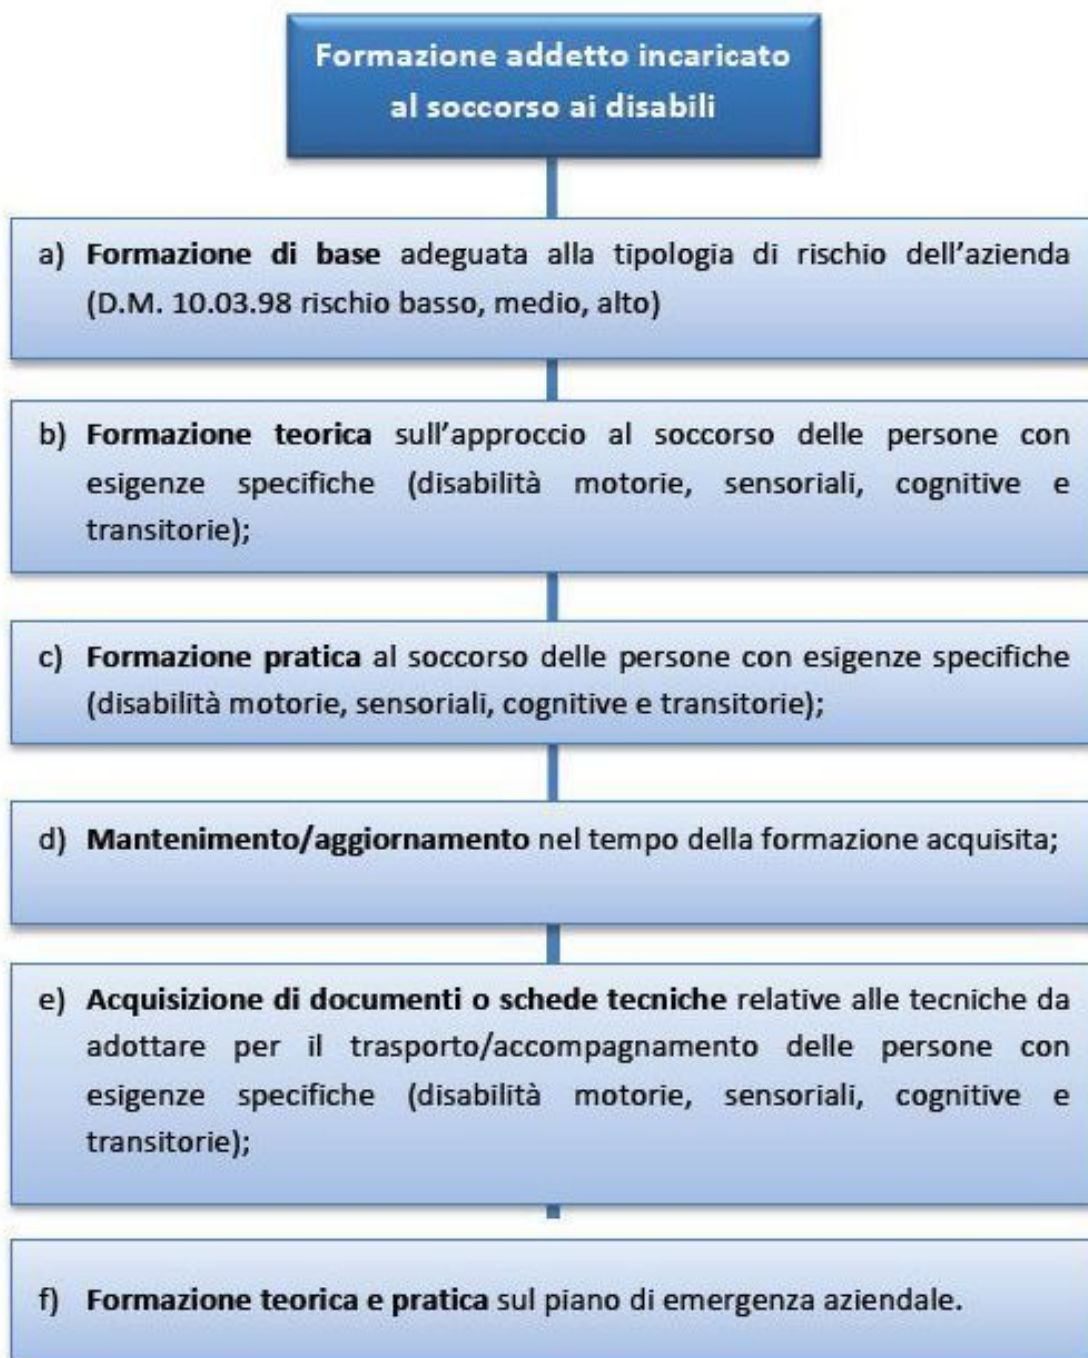 Formazione addetto incaricato
al soccorso ai disabili
a) Formazione di base adeguata alla tipologia di rischio dell'azienda
(D.M. 10.03.98 rischio basso, medio, alto)
b) Formazione teorica sull'approccio al soccorso delle persone con
esigenze specifiche (disabilità motorie, sensoriali, cognitive e
transitorie);
c) Formazione pratica al soccorso delle persone con esigenze specifiche
(disabilità motorie, sensoriali, cognitive e transitorie);
d) Mantenimento/aggiornamento nel tempo della formazione acquisita;
e) Acquisizione di documenti o schede tecniche relative alle tecniche da
adottare per il trasporto/accompagnamento delle persone con
esigenze specifiche (disabilità motorie, sensoriali, cognitive e
transitorie);
f) Formazione teorica e pratica sul piano di emergenza aziendale.